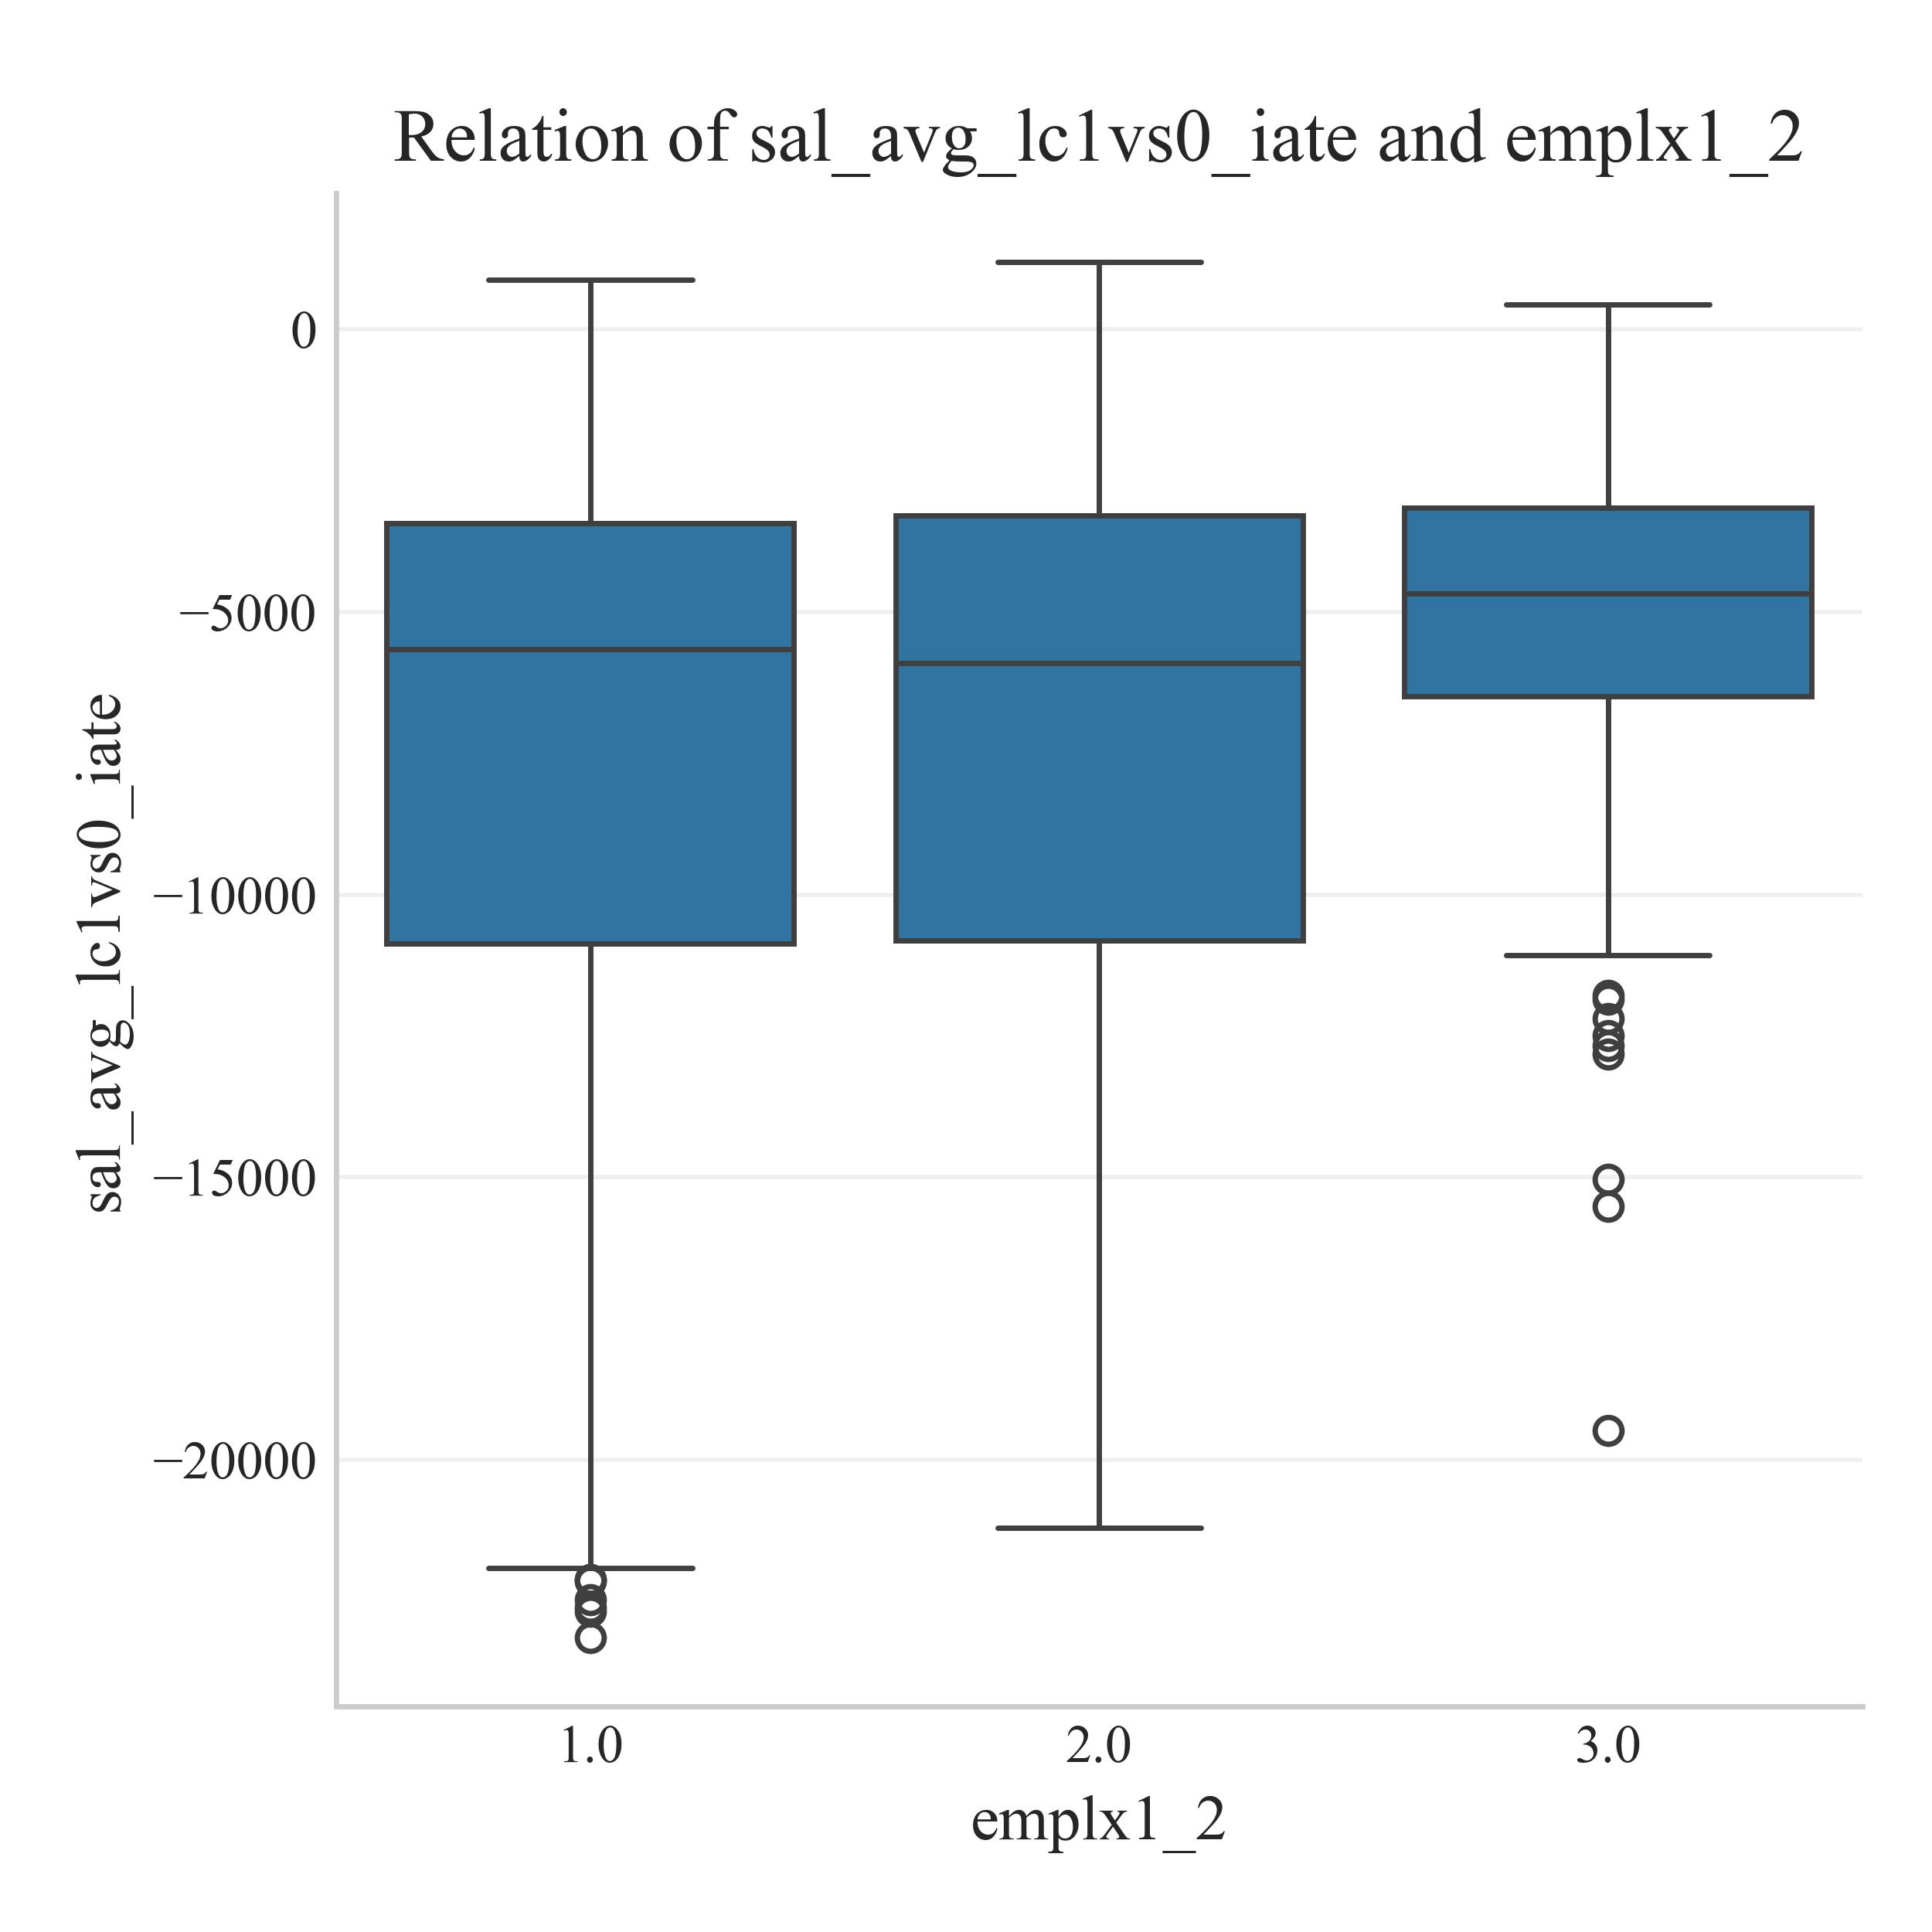 Relation of sal_avg_lc1vs0_iate and emplx1_2
0
−5000
−10000
−15000
−20000
sal_avg_lc1vs0_iate
1.0 2.0 3.0
emplx1_2